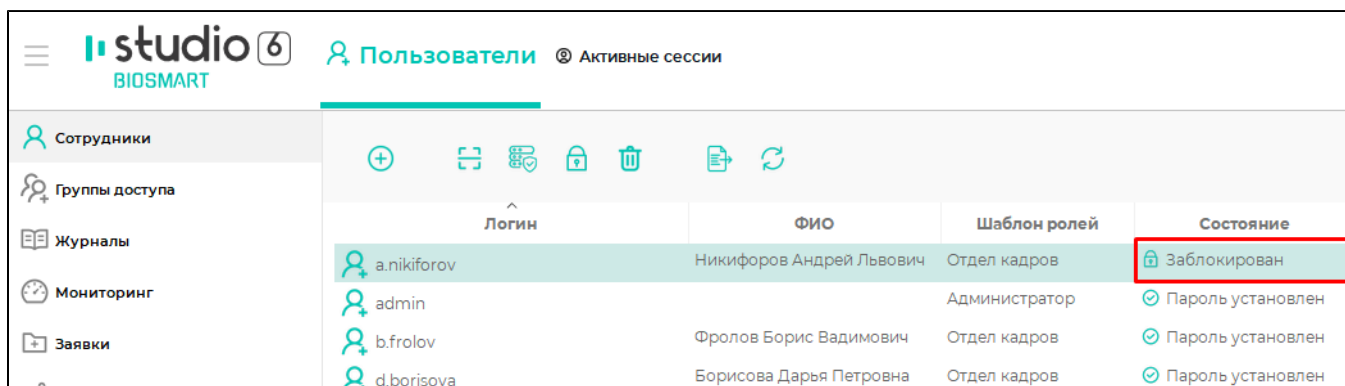 studio 6
BIOSMART
Пользователи
Активные сессии
Сотрудники
Группы доступа
Журналы
Мониторинг
Заявки
Логин ФИО Шаблон ролей Состояние
a.nikiforov Никифоров Андрей Львович Отдел кадров Заблокирован
admin Администратор Пароль установлен
b.frolov Фролов Борис Вадимович Отдел кадров Пароль установлен
d.borisova Борисова Дарья Петровна Отдел кадров Пароль установлен